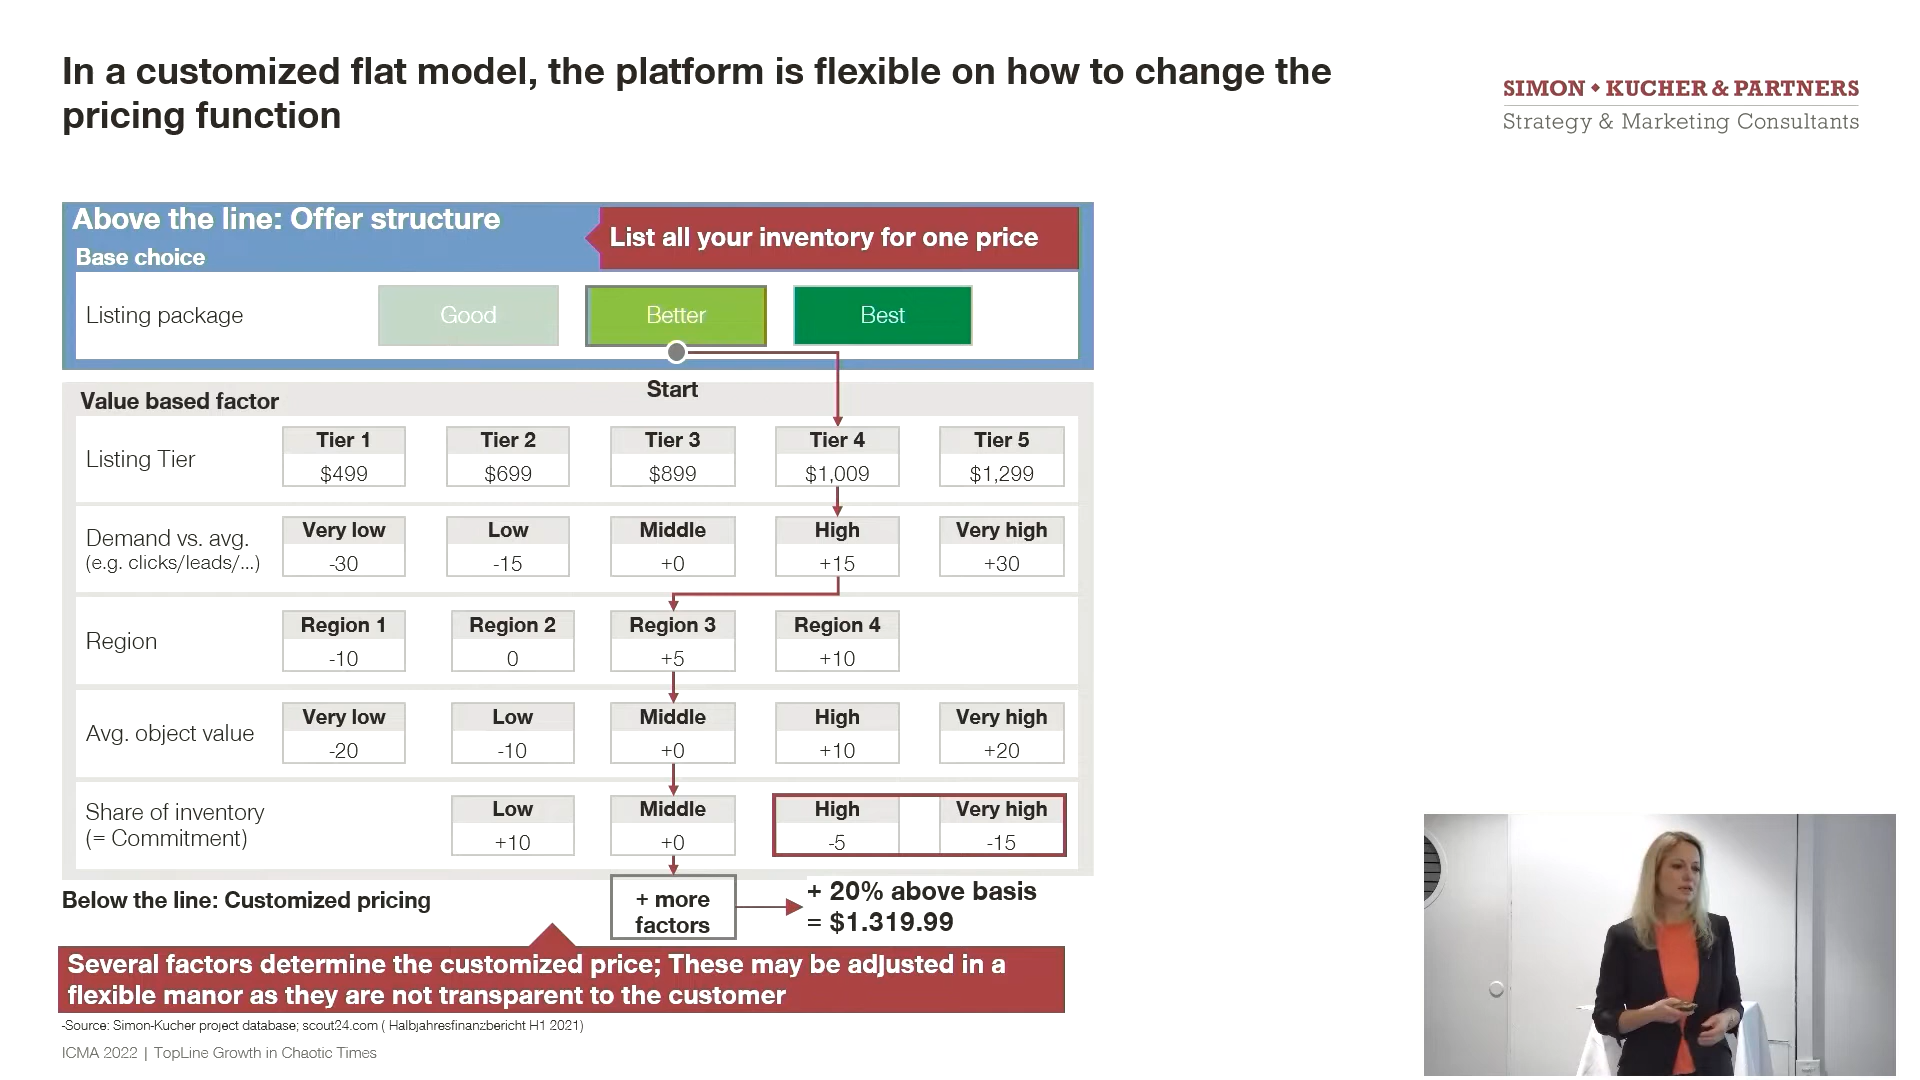 In a customized flat model, the platform is flexible on how to change the
pricing function
SIMON • KUCHER & PARTNERS
Strategy & Marketing Consultants
Above the line: Offer structure
List all your inventory for one price
Base choice
Listing package
Good
Better
Best
Start
Value based factor
Listing Tier
Tier 1
$499
Tier 2
$699
Tier 3
$899
Tier 4
$1,009
Tier 5
$1,299
Demand vs. avg.
(e.g. clicks/leads/...)
Very low
-30
Low
-15
Middle
+0
High
+15
Very high
+30
Region
Region 1
-10
Region 2
0
Region 3
+5
Region 4
+10
Avg. object value
Very low
-20
Low
-10
Middle
+0
High
+10
Very high
+20
Share of inventory
(= Commitment)
Low
+10
Middle
+0
High
-5
Very high
-15
Below the line: Customized pricing
+ more
factors
+ 20% above basis
= $1.319.99
Several factors determine the customized price; These may be adjusted in a
flexible manor as they are not transparent to the customer
-Source: Simon-Kucher project database; scout24.com ( Halbjahresfinanzbericht H1 2021)
ICMA 2022 | TopLine Growth in Chaotic Times